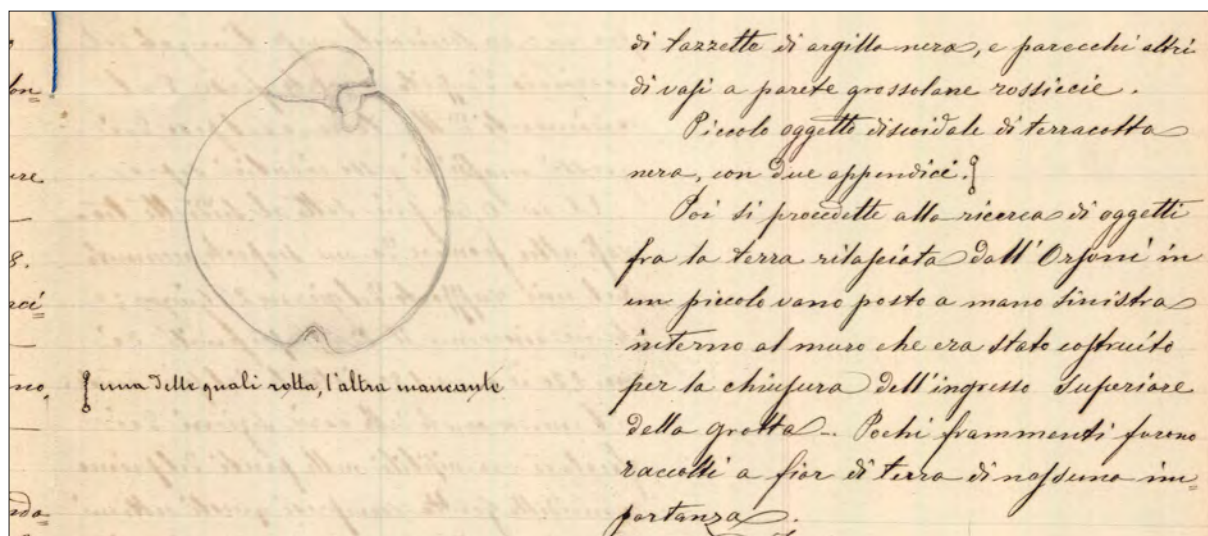 una delle quali rotta, l'altra mancante
di tazzette di argilla nera, e parecchi altri
di vasi a parete grossolane rossiccie.
Piccolo oggetto discoidale di terracotta
nera, con due appendici.
Poi si procedette alla ricerca di oggetti
fra la terra rilasciata dall'Orsoni in
un piccolo vano posto a mano sinistra
interno al muro che era stato costruito
per la chiusura dell'ingresso superiore
della grotta -. Pochi frammenti furono
raccolti a fior di terra di nassuna im=
portanza.